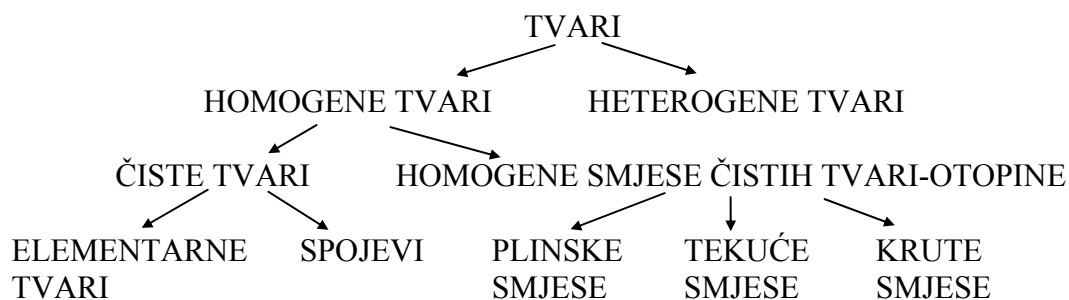 TVARI
HOMOGENE TVARI HETEROGENE TVARI
ČISTE TVARI HOMOGENE SMJESE ČISTIH TVARI-OTOPINE
ELEMENTARNE SPOJEVI PLINSKE TEKUĆE KRUTE
TVARI SMJESE SMJESE SMJESE